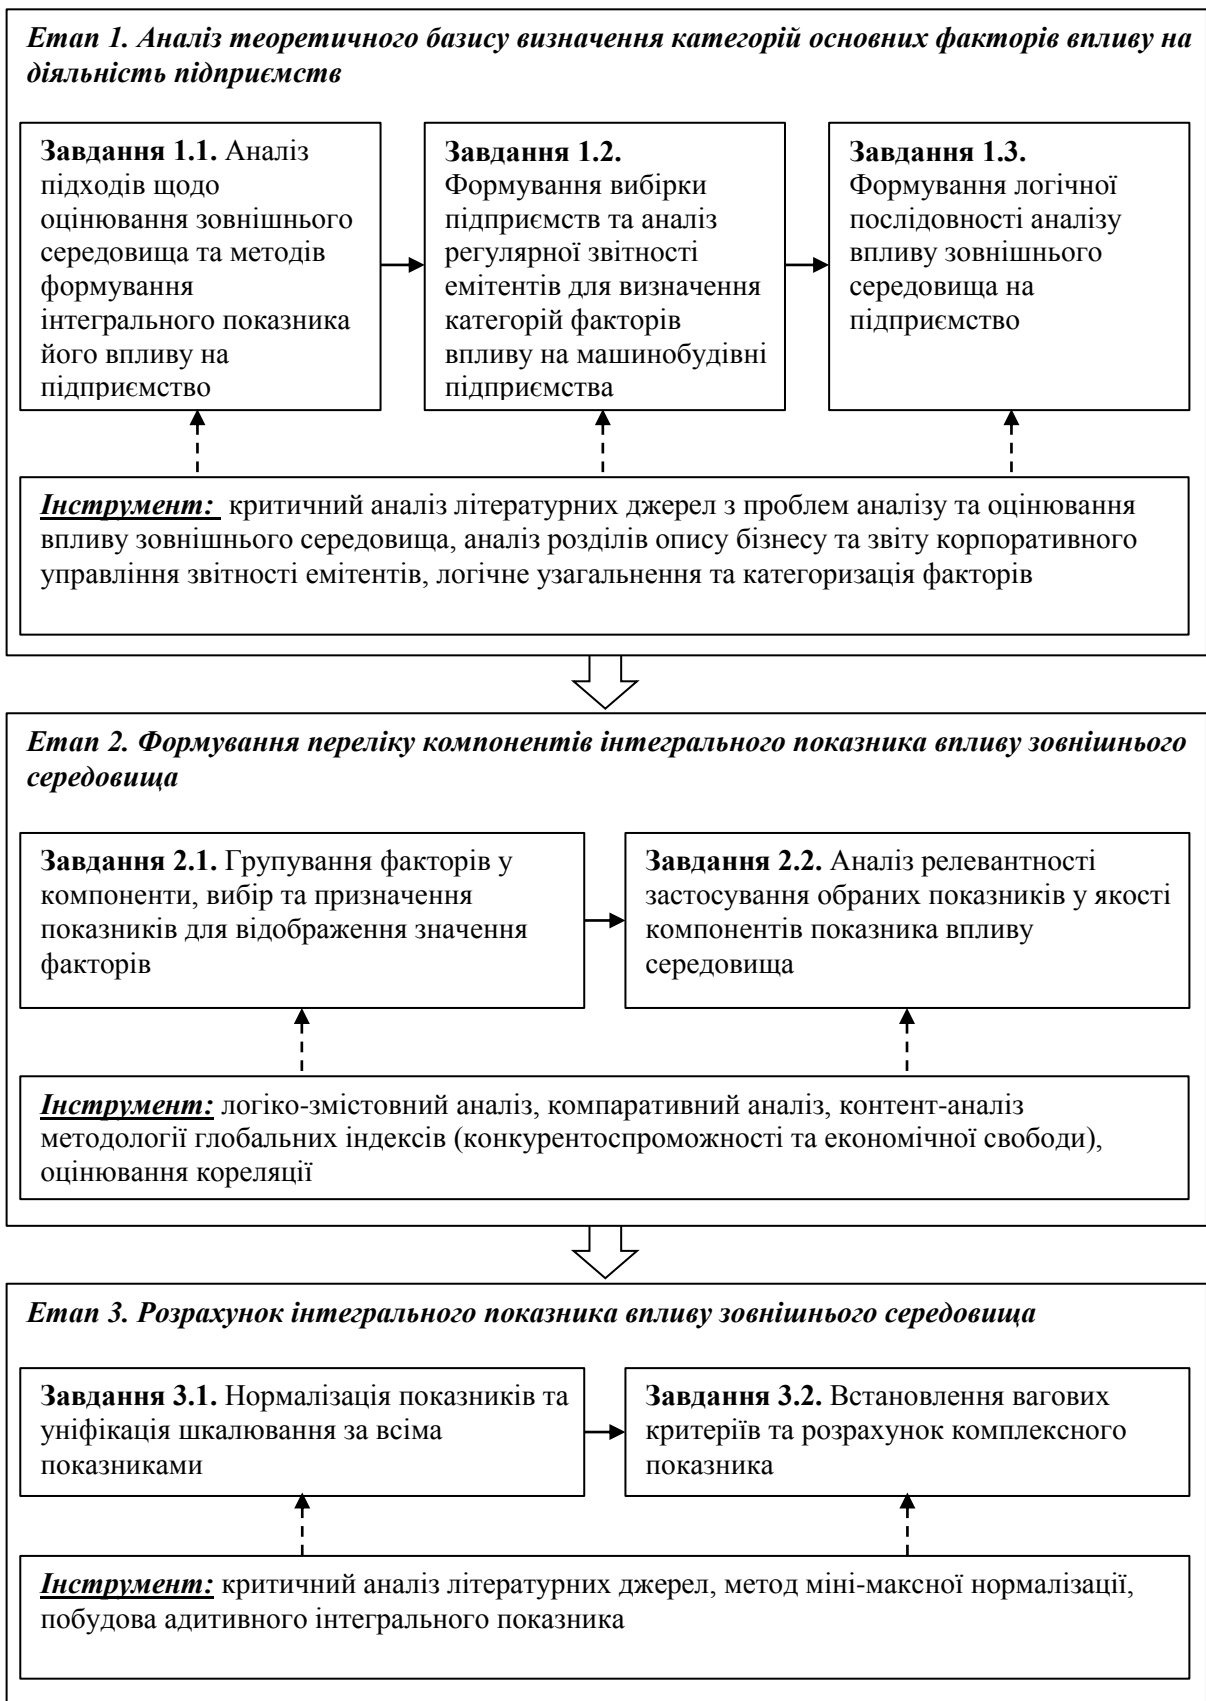 Етап 1. Аналіз теоретичного базису визначення категорій основних факторів впливу на
діяльність підприємств
Завдання 1.1. Аналіз
підходів щодо
оцінювання зовнішнього
середовища та методів
формування
інтегрального показника
його впливу на
підприємство
Завдання 1.2.
Формування вибірки
підприємств та аналіз
регулярної звітності
емітентів для визначення
категорій факторів
впливу на машинобудівні
підприємства
Завдання 1.3.
Формування логічної
послідовності аналізу
впливу зовнішнього
середовища на
підприємство
Інструмент: критичний аналіз літературних джерел з проблем аналізу та оцінювання
впливу зовнішнього середовища, аналіз розділів опису бізнесу та звіту корпоративного
управління звітності емітентів, логічне узагальнення та категоризація факторів
Етап 2. Формування переліку компонентів інтегрального показника впливу зовнішнього
середовища
Завдання 2.1. Групування факторів у
компоненти, вибір та призначення
показників для відображення значення
факторів
Завдання 2.2. Аналіз релевантності
застосування обраних показників у якості
компонентів показника впливу
середовища
Інструмент: логіко-змістовний аналіз, компаративний аналіз, контент-аналіз
методології глобальних індексів (конкурентоспроможності та економічної свободи),
оцінювання кореляції
Етап 3. Розрахунок інтегрального показника впливу зовнішнього середовища
Завдання 3.1. Нормалізація показників та
уніфікація шкалювання за всіма
показниками
Завдання 3.2. Встановлення вагових
критеріїв та розрахунок комплексного
показника
Інструмент: критичний аналіз літературних джерел, метод міні-максної нормалізації,
побудова адитивного інтегрального показника